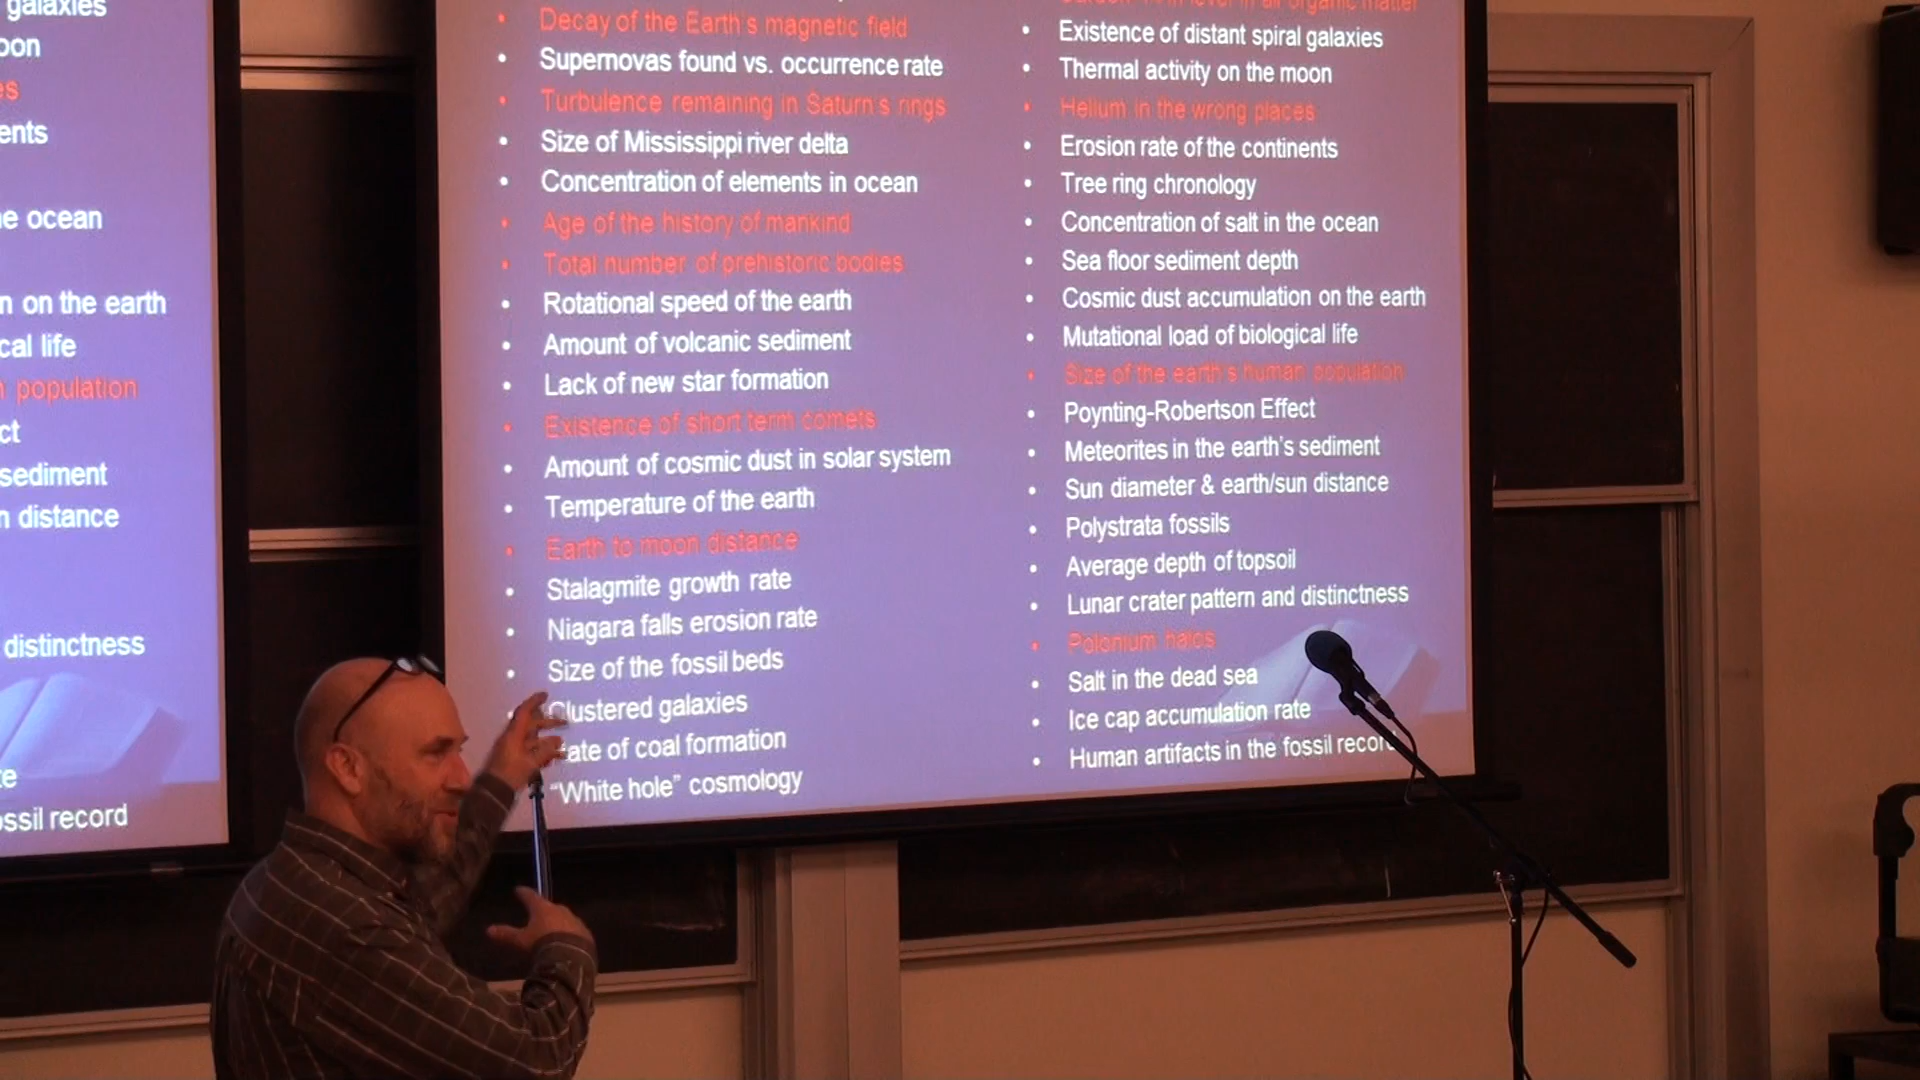 galaxies
oon
es
ents
e ocean
n on the earth
cal life
n population
ct
sediment
n distance
distinctness
te
ossil record
• Decay of the Earth's magnetic field
• Supernovas found vs. occurrence rate
• Turbulence remaining in Saturn's rings
• Size of Mississippi river delta
• Concentration of elements in ocean
• Age of the history of mankind
• Total number of prehistoric bodies
• Rotational speed of the earth
• Amount of volcanic sediment
• Lack of new star formation
• Existence of short term comets
• Amount of cosmic dust in solar system
• Temperature of the earth
• Earth to moon distance
• Stalagmite growth rate
• Niagara falls erosion rate
• Size of the fossil beds
• Clustered galaxies
ate of coal formation
"White hole" cosmology
level in all organic matter
• Existence of distant spiral galaxies
• Thermal activity on the moon
• Helium in the wrong places
• Erosion rate of the continents
• Tree ring chronology
• Concentration of salt in the ocean
• Sea floor sediment depth
• Cosmic dust accumulation on the earth
• Mutational load of biological life
• Size of the earth's human population
• Poynting-Robertson Effect
• Meteorites in the earth's sediment
• Sun diameter & earth/sun distance
• Polystrata fossils
• Average depth of topsoil
• Lunar crater pattern and distinctness
• Polonium halos
• Salt in the dead sea
• Ice cap accumulation rate
• Human artifacts in the fossil record